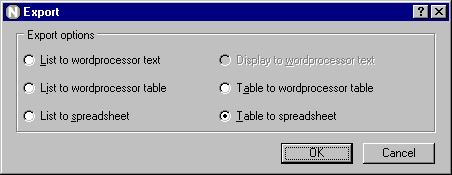 N Export ?
Export options
List to wordprocessor text
Display to wordprocessor text
List to wordprocessor table
Table to wordprocessor table
List to spreadsheet
Table to spreadsheet
OK Cancel